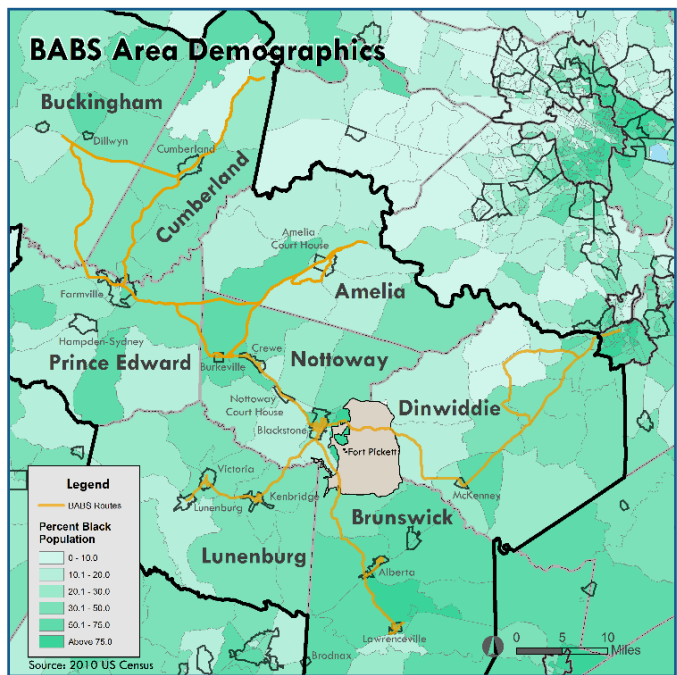 BABS Area Demographics
Buckingham
Dillwyn
Cumberland
Cumberland
Amelia
Court House
Amelia
Farmville
Hampden-Sydney
Prince Edward
Crewe
Burkeville
Nottoway
Nottoway
Court House
Blackstone
Dinwiddie
Fort Pickett
McKenney
Victoria
Lunenburg
Kenbridge
Brunswick
Lunenburg
Alberta
Lawrenceville
Brodnax
Legend
BABS Routes
Percent Black
Population
0 - 10.0
10.1 - 20.0
20.1 - 30.0
30.1 - 50.0
50.1 - 75.0
Above 75.0
Source: 2010 US Census
0 5 10
Miles